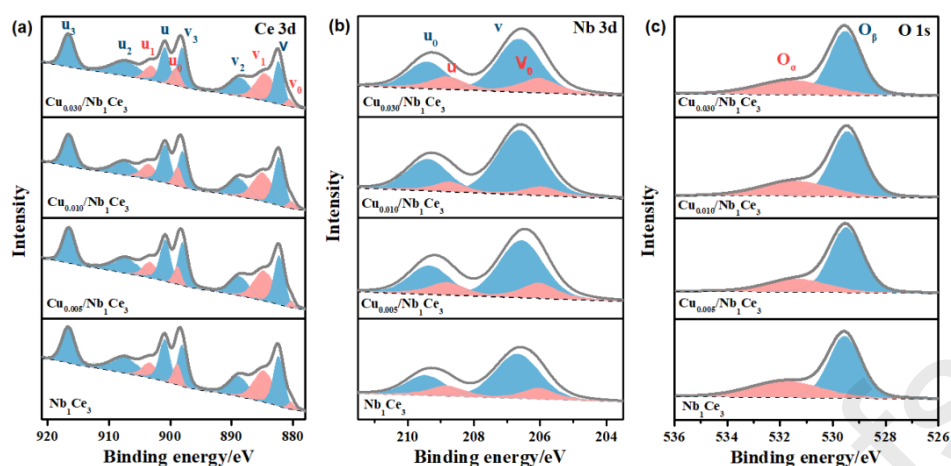 (a)
Ce 3d
u₃
u₂
u₁
u
u₀
v₃
v₂
v₁
v
v₀
Cu₀.₀₃₀/Nb₁Ce₃
Cu₀.₀₁₀/Nb₁Ce₃
Cu₀.₀₀₅/Nb₁Ce₃
Nb₁Ce₃
Intensity
Intensity
920 910 900 890 880
Binding energy/eV
(b)
Nb 3d
u₀
u
v
V₀
Cu₀.₀₃₀/Nb₁Ce₃
Cu₀.₀₁₀/Nb₁Ce₃
Cu₀.₀₀₅/Nb₁Ce₃
Nb₁Ce₃
Intensity
210 208 206 204
Binding energy/eV
(c)
O 1s
Oα
Oβ
Cu₀.₀₃₀/Nb₁Ce₃
Cu₀.₀₁₀/Nb₁Ce₃
Cu₀.₀₀₅/Nb₁Ce₃
Nb₁Ce₃
536 534 532 530 528 526
Binding energy/eV